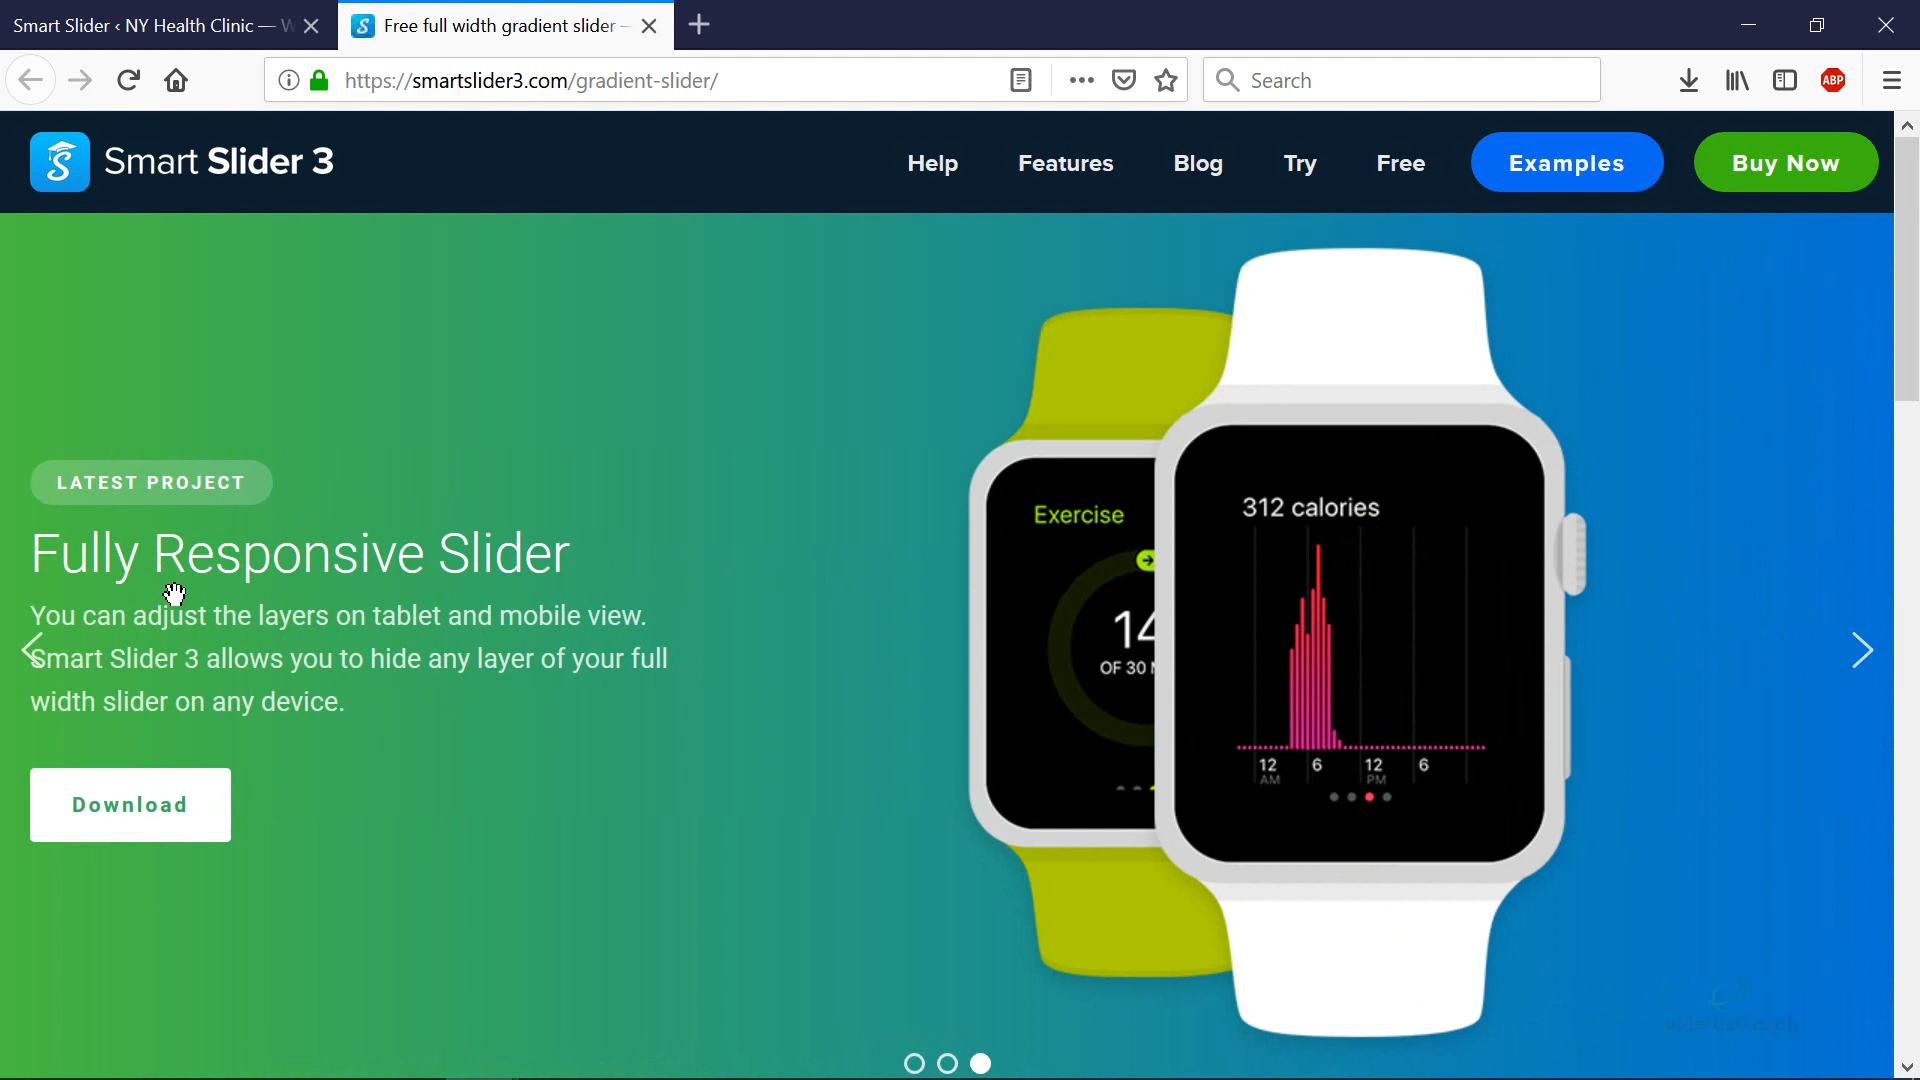 Smart Slider ‹ NY Health Clinic — W
Free full width gradient slider –
https://smartslider3.com/gradient-slider/
Search
ABP
Smart Slider 3
Help
Features
Blog
Try
Free
Examples
Buy Now
LATEST PROJECT
Fully Responsive Slider
You can adjust the layers on tablet and mobile view.
Smart Slider 3 allows you to hide any layer of your full
width slider on any device.
Download
Exercise
14
OF 30
312 calories
12 6 12 6
AM PM